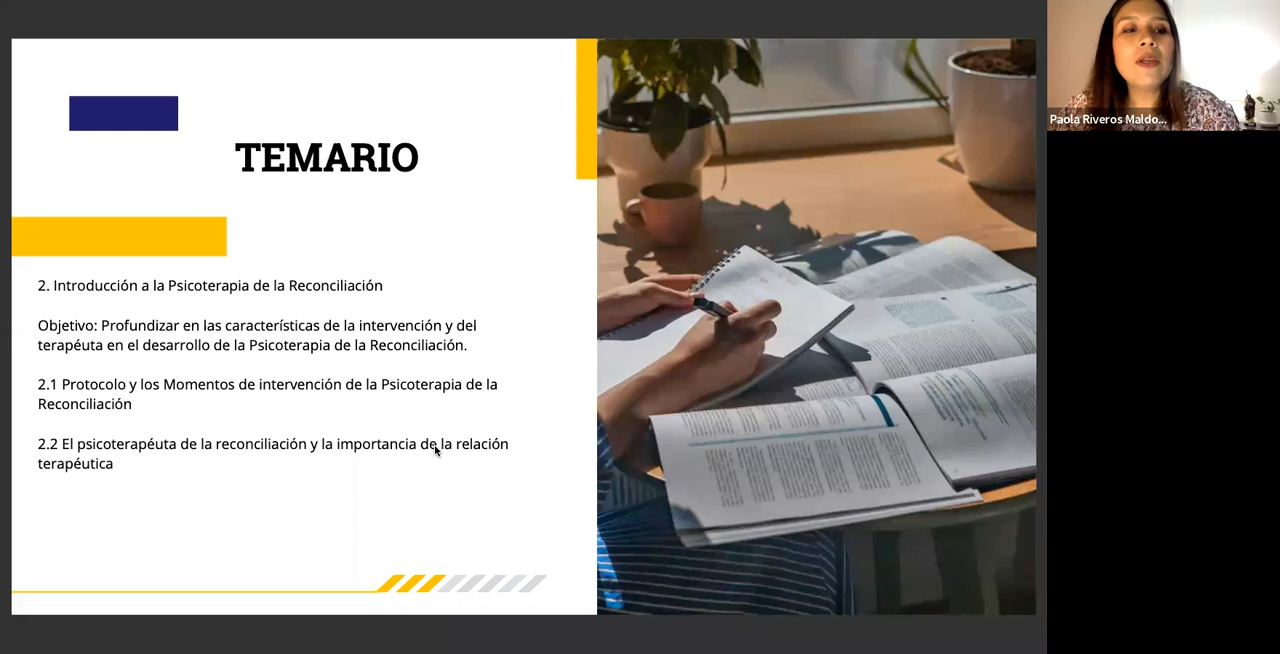 TEMARIO
2. Introducción a la Psicoterapia de la Reconciliación
Objetivo: Profundizar en las características de la intervención y del
terapéuta en el desarrollo de la Psicoterapia de la Reconciliación.
2.1 Protocolo y los Momentos de intervención de la Psicoterapia de la
Reconciliación
2.2 El psicoterapéuta de la reconciliación y la importancia de la relación
terapéutica
Paola Riveros Maldo...